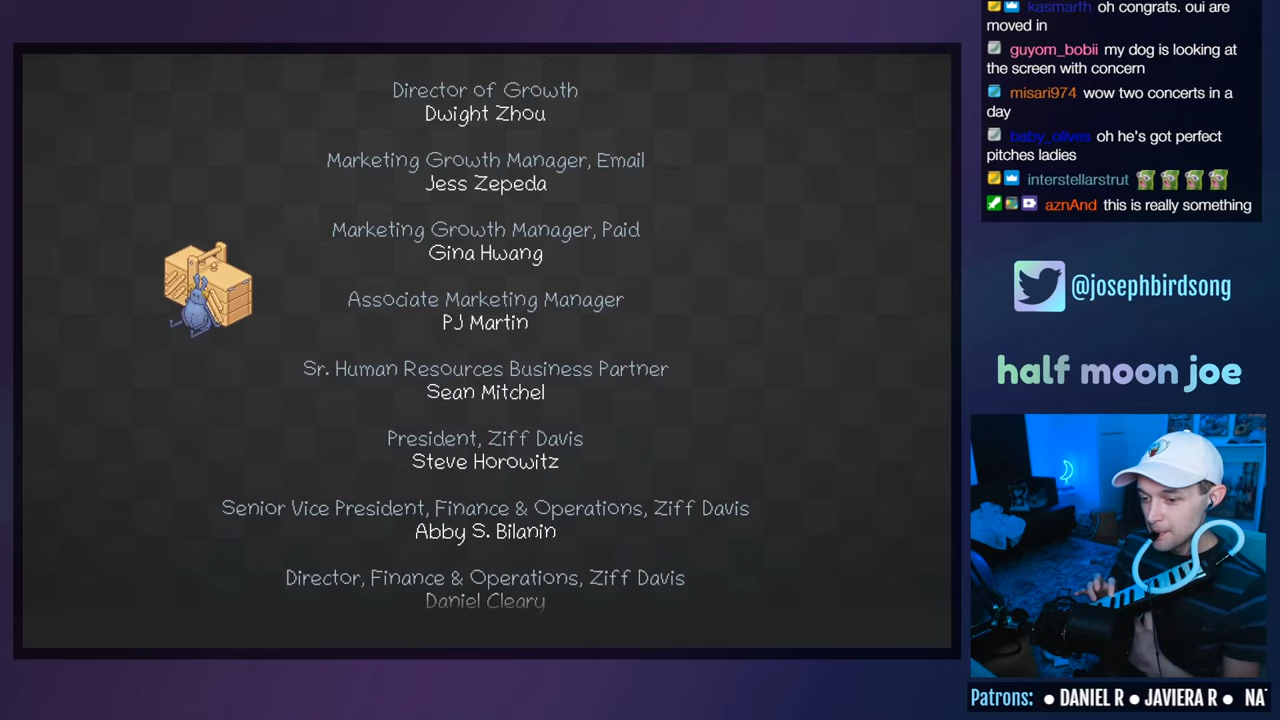 Director of Growth
Dwight Zhou
Marketing Growth Manager, Email
Jess Zepeda
Marketing Growth Manager, Paid
Gina Hwang
Associate Marketing Manager
PJ Martin
Sr. Human Resources Business Partner
Sean Mitchel
President, Ziff Davis
Steve Horowitz
Senior Vice President, Finance & Operations, Ziff Davis
Abby S. Bilanin
Director, Finance & Operations, Ziff Davis
Daniel Cleary
kasmarth oh congrats. oui are
moved in
guyom_bobii my dog is looking at
the screen with concern
misari974 wow two concerts in a
day
baby_olives oh he's got perfect
pitches ladies
interstellarstrut
aznAnd this is really something
@josephbirdsong
half moon joe
Patrons: ● DANIEL R ● JAVIERA R ● NAT